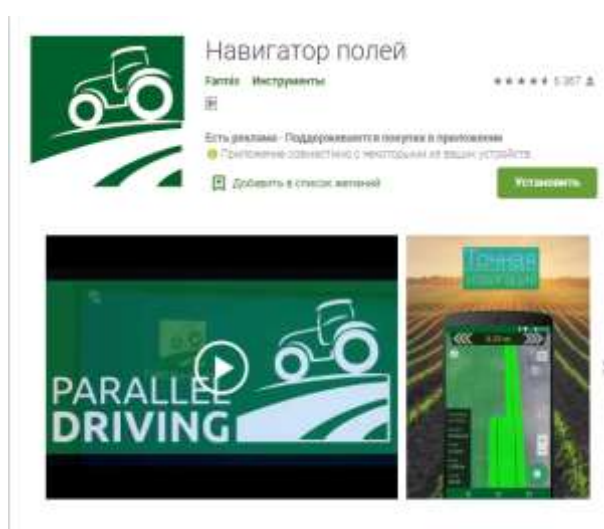 Навигатор полей
Farmis Инструменты
Есть реклама · Поддерживаются покупки в приложении
Приложение совместимо с некоторыми из ваших устройств.
Добавить в список желаний
Установить
PARALLEL
DRIVING
Точная
навигация